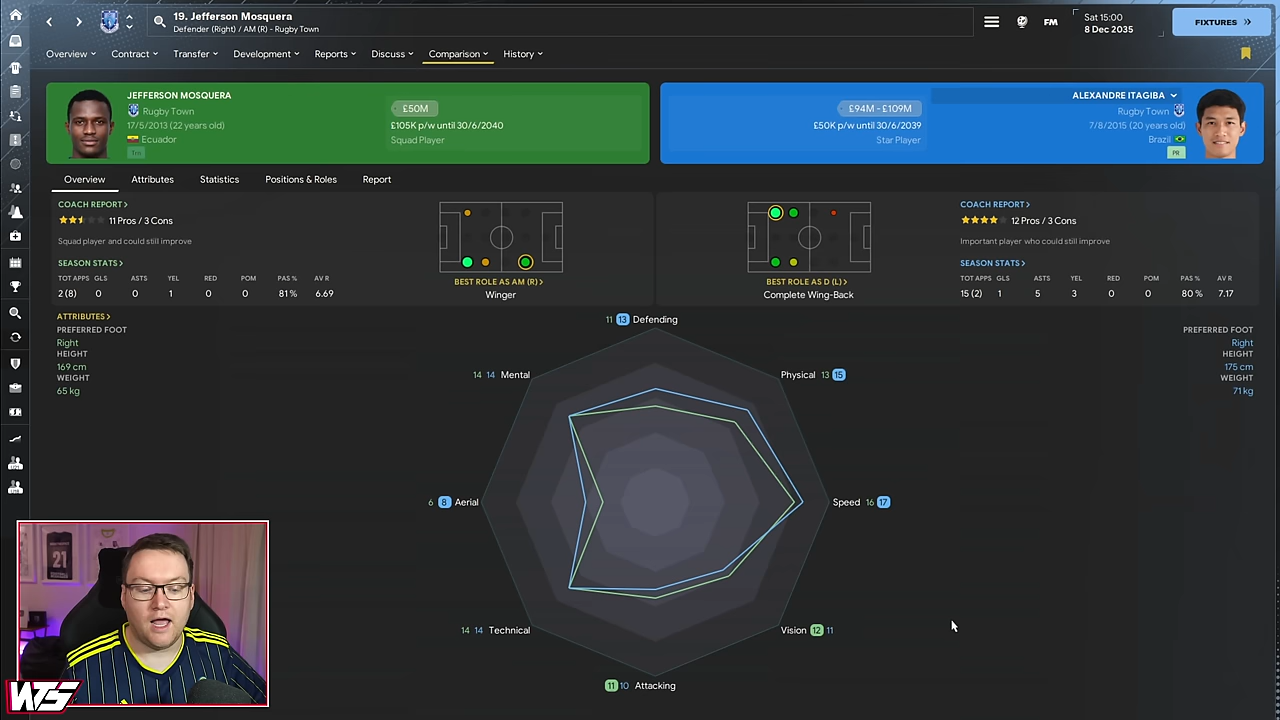 19. Jefferson Mosquera
Defender (Right) / AM (R) - Rugby Town
FM
Sat 15:00
8 Dec 2035
FIXTURES
Overview
Contract
Transfer
Development
Reports
Discuss
Comparison
History
JEFFERSON MOSQUERA
Rugby Town
17/5/2013 (22 years old)
Ecuador
Trn
£50M
£105K p/w until 30/6/2040
Squad Player
£94M - £109M
£50K p/w until 30/6/2039
Star Player
ALEXANDRE ITAGIBA
Rugby Town
7/8/2015 (20 years old)
Brazil
PR
Overview
Attributes
Statistics
Positions & Roles
Report
COACH REPORT >
11 Pros / 3 Cons
Squad player and could still improve
SEASON STATS >
TOT APPS GLS ASTS YEL RED POM PAS % AV R
2 (8) 0 0 1 0 0 81 % 6.69
BEST ROLE AS AM (R) >
Winger
BEST ROLE AS D (L) >
Complete Wing-Back
COACH REPORT >
12 Pros / 3 Cons
Important player who could still improve
SEASON STATS >
TOT APPS GLS ASTS YEL RED POM PAS % AV R
15 (2) 1 5 3 0 0 80 % 7.17
ATTRIBUTES >
PREFERRED FOOT
Right
HEIGHT
169 cm
WEIGHT
65 kg
PREFERRED FOOT
Right
HEIGHT
175 cm
WEIGHT
71 kg
11 13 Defending
14 14 Mental
Physical 13 15
6 8 Aerial
Speed 16 17
14 14 Technical
Vision 12 11
11 10 Attacking
21
WTS